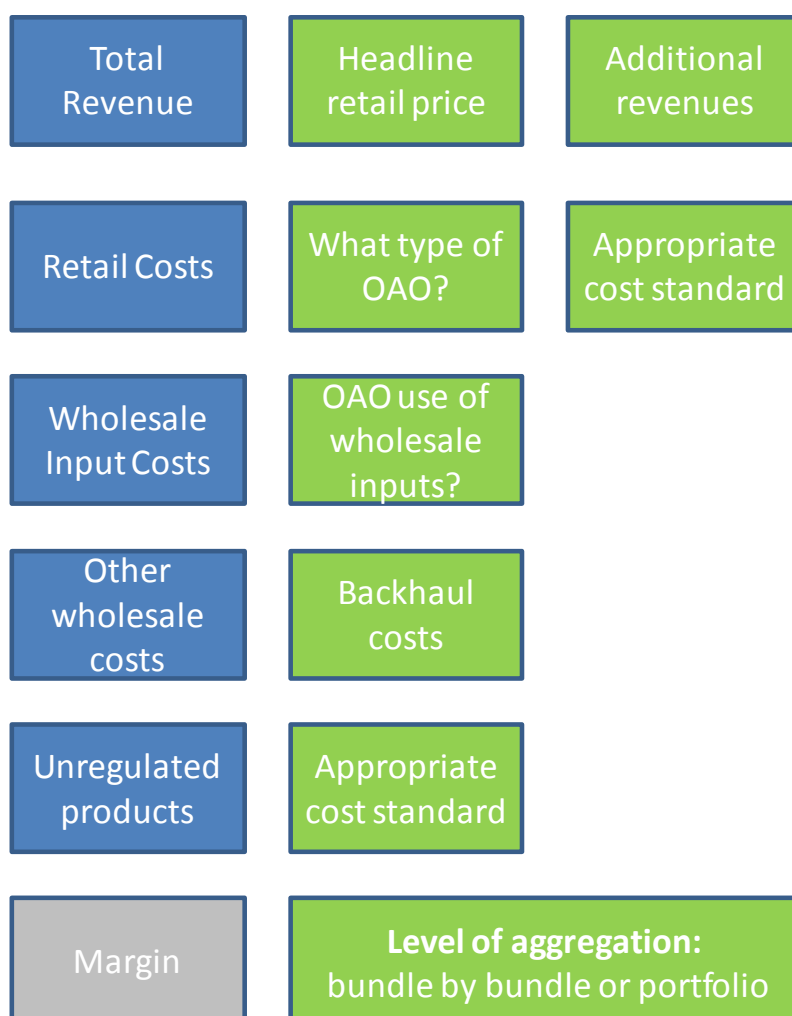 Total
Revenue
Headline
retail price
Additional
revenues
Retail Costs
What type of
OAO?
Appropriate
cost standard
Wholesale
Input Costs
OAO use of
wholesale
inputs?
Other
wholesale
costs
Backhaul
costs
Unregulated
products
Appropriate
cost standard
Margin
Level of aggregation:
bundle by bundle or portfolio